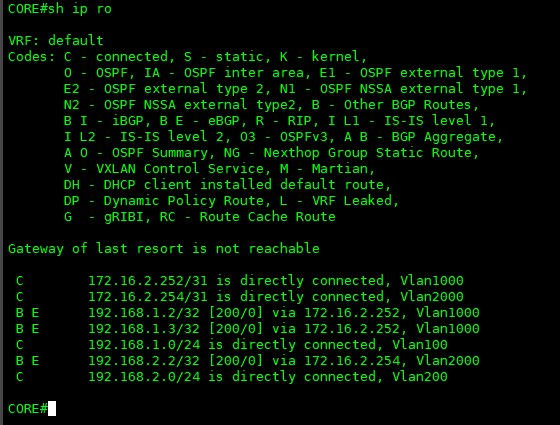 CORE#sh ip ro
VRF: default
Codes: C - connected, S - static, K - kernel,
O - OSPF, IA - OSPF inter area, E1 - OSPF external type 1,
E2 - OSPF external type 2, N1 - OSPF NSSA external type 1,
N2 - OSPF NSSA external type2, B - Other BGP Routes,
B I - iBGP, B E - eBGP, R - RIP, I L1 - IS-IS level 1,
I L2 - IS-IS level 2, O3 - OSPFv3, A B - BGP Aggregate,
A O - OSPF Summary, NG - Nexthop Group Static Route,
V - VXLAN Control Service, M - Martian,
DH - DHCP client installed default route,
DP - Dynamic Policy Route, L - VRF Leaked,
G  - gRIBI, RC - Route Cache Route
Gateway of last resort is not reachable
C        172.16.2.252/31 is directly connected, Vlan1000
C        172.16.2.254/31 is directly connected, Vlan2000
B E      192.168.1.2/32 [200/0] via 172.16.2.252, Vlan1000
B E      192.168.1.3/32 [200/0] via 172.16.2.252, Vlan1000
C        192.168.1.0/24 is directly connected, Vlan100
B E      192.168.2.2/32 [200/0] via 172.16.2.254, Vlan2000
C        192.168.2.0/24 is directly connected, Vlan200
CORE#